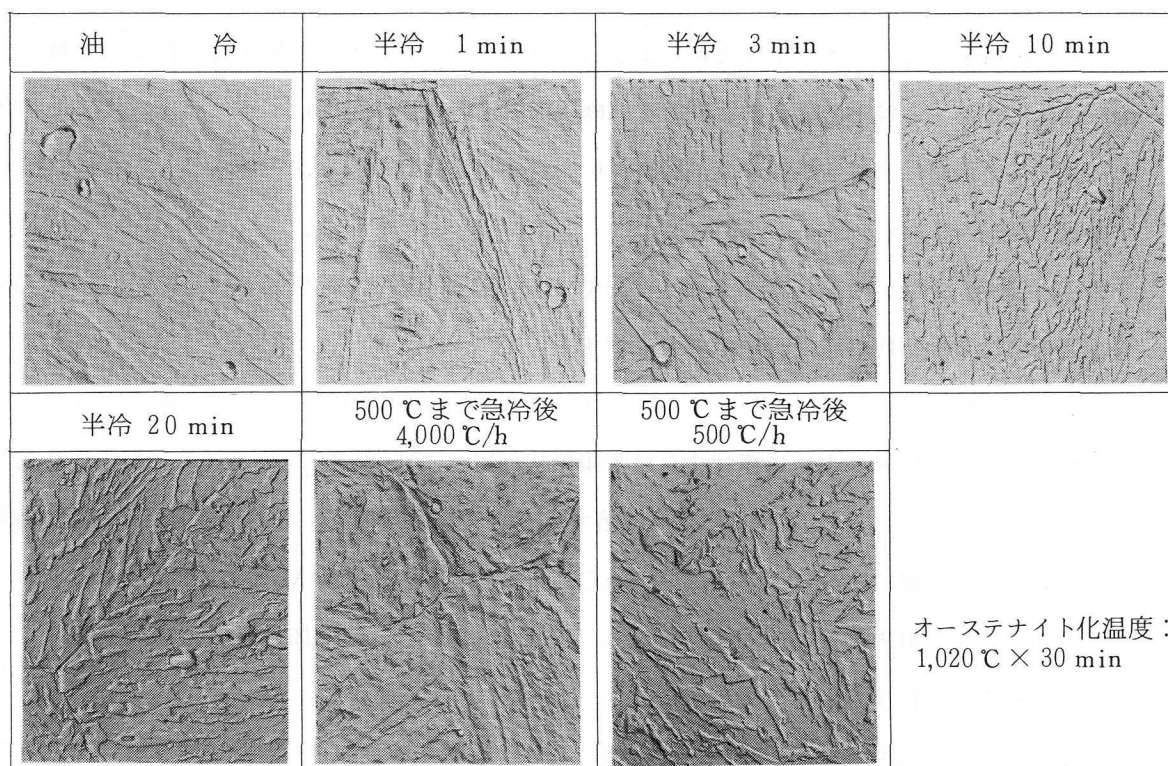 油 冷
半冷 1 min
半冷 3 min
半冷 10 min
半冷 20 min
500 ℃まで急冷後
4,000 ℃/h
500 ℃まで急冷後
500 ℃/h
オーステナイト化温度：
1,020 ℃ × 30 min